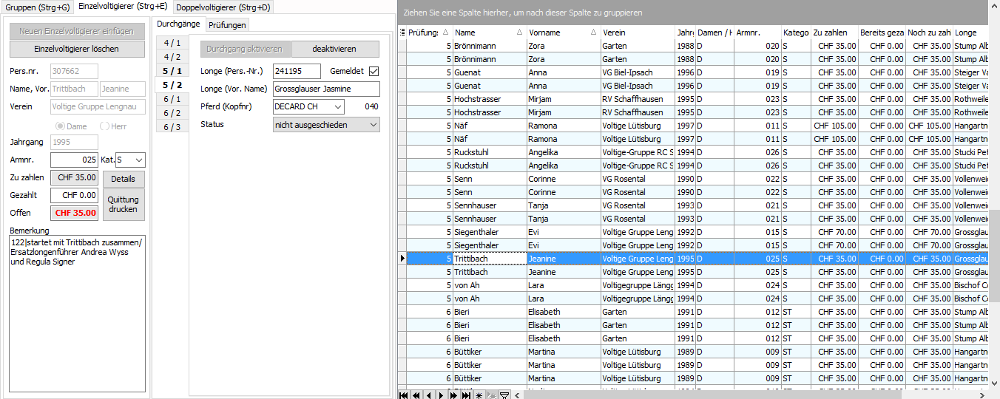 Gruppen (Strg+G) Einzelvoltigierer (Strg+E) Doppelvoltigierer (Strg+D)
Neuen Einzelvoltigierer einfügen
Einzelvoltigierer löschen
Pers.nr. 307662
Name, Vor. Trittibach Jeanine
Verein Voltige Gruppe Lengnau
Dame Herr
Jahrgang 1995
Armnr. 025 Kat. S
Zu zahlen CHF 35.00 Details
Gezahlt CHF 0.00 Quittung drucken
Offen CHF 35.00
Bemerkung
122|startet mit Trittibach zusammen/
Ersatzlongenführer Andrea Wyss
und Regula Signer
Durchgänge Prüfungen
4 / 1
4 / 2
5 / 1
5 / 2
6 / 1
6 / 2
6 / 3
Durchgang aktivieren deaktivieren
Longe (Pers.-Nr.) 241195 Gemeldet
Longe (Vor. Name) Grossglauser Jasmine
Pferd (Kopfnr) DECARD CH 040
Status nicht ausgeschieden
Ziehen Sie eine Spalte hierher, um nach dieser Spalte zu gruppieren
Prüfungs Name Vorname Verein Jahrg Damen / H Armnr. Katego Zu zahlen Bereits geza Noch zu zahl Longe
5 Brönnimann Zora Garten 1988 D 020 S CHF 35.00 CHF 0.00 CHF 35.00 Stump Alb
5 Brönnimann Zora Garten 1988 D 020 S CHF 35.00 CHF 0.00 CHF 35.00 Stump Alb
5 Guenat Anna VG Biel-Ipsach 1996 D 019 S CHF 35.00 CHF 0.00 CHF 35.00 Steiger Va
5 Guenat Anna VG Biel-Ipsach 1996 D 019 S CHF 35.00 CHF 0.00 CHF 35.00 Steiger Va
5 Hochstrasser Mirjam RV Schaffhausen 1995 D 023 S CHF 35.00 CHF 0.00 CHF 35.00 Rothweile
5 Hochstrasser Mirjam RV Schaffhausen 1995 D 023 S CHF 35.00 CHF 0.00 CHF 35.00 Rothweile
5 Näf Ramona Voltige Lütisburg 1997 D 011 S CHF 105.00 CHF 0.00 CHF 105.00 Hangartn
5 Näf Ramona Voltige Lütisburg 1997 D 011 S CHF 105.00 CHF 0.00 CHF 105.00 Hangartn
5 Ruckstuhl Angelika Voltige-Gruppe RC S 1994 D 026 S CHF 35.00 CHF 0.00 CHF 35.00 Stucki Pet
5 Ruckstuhl Angelika Voltige-Gruppe RC S 1994 D 026 S CHF 35.00 CHF 0.00 CHF 35.00 Stucki Pet
5 Senn Corinne VG Rosental 1990 D 022 S CHF 35.00 CHF 0.00 CHF 35.00 Vollenweid
5 Senn Corinne VG Rosental 1990 D 022 S CHF 35.00 CHF 0.00 CHF 35.00 Vollenweid
5 Sennhauser Tanja VG Rosental 1993 D 021 S CHF 35.00 CHF 0.00 CHF 35.00 Vollenweid
5 Sennhauser Tanja VG Rosental 1993 D 021 S CHF 35.00 CHF 0.00 CHF 35.00 Vollenweid
5 Siegenthaler Evi Voltige Gruppe Leng 1992 D 015 S CHF 70.00 CHF 0.00 CHF 70.00 Grossglau
5 Siegenthaler Evi Voltige Gruppe Leng 1992 D 015 S CHF 70.00 CHF 0.00 CHF 70.00 Grossglau
5 Trittibach Jeanine Voltige Gruppe Leng 1995 D 025 S CHF 35.00 CHF 0.00 CHF 35.00 Grossglau
5 Trittibach Jeanine Voltige Gruppe Leng 1995 D 025 S CHF 35.00 CHF 0.00 CHF 35.00 Grossglau
5 von Ah Lara Voltigegruppe Längg 1994 D 024 S CHF 35.00 CHF 0.00 CHF 35.00 Bischof Co
5 von Ah Lara Voltigegruppe Längg 1994 D 024 S CHF 35.00 CHF 0.00 CHF 35.00 Bischof Co
6 Bieri Elisabeth Garten 1991 D 012 ST CHF 35.00 CHF 0.00 CHF 35.00 Stump Alb
6 Bieri Elisabeth Garten 1991 D 012 ST CHF 35.00 CHF 0.00 CHF 35.00 Stump Alb
6 Bieri Elisabeth Garten 1991 D 012 ST CHF 35.00 CHF 0.00 CHF 35.00 Stump Alb
6 Büttiker Martina Voltige Lütisburg 1989 D 009 ST CHF 35.00 CHF 0.00 CHF 35.00 Hangartn
6 Büttiker Martina Voltige Lütisburg 1989 D 009 ST CHF 35.00 CHF 0.00 CHF 35.00 Hangartn
6 Büttiker Martina Voltige Lütisburg 1989 D 009 ST CHF 35.00 CHF 0.00 CHF 35.00 Hangartn